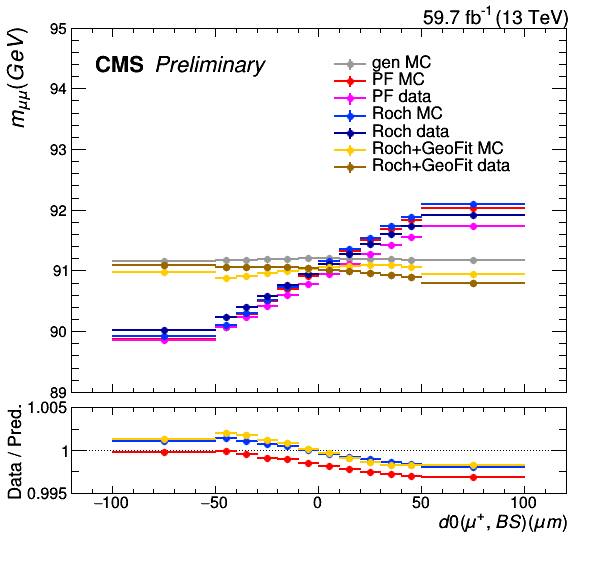 59.7 fb⁻¹ (13 TeV)
m_μμ (GeV)
95
94
93
92
91
90
89
CMS Preliminary
gen MC
PF MC
PF data
Roch MC
Roch data
Roch+GeoFit MC
Roch+GeoFit data
Data / Pred.
1.005
1
0.995
−100 −50 0 50 100
d0(μ⁺, BS)(μm)